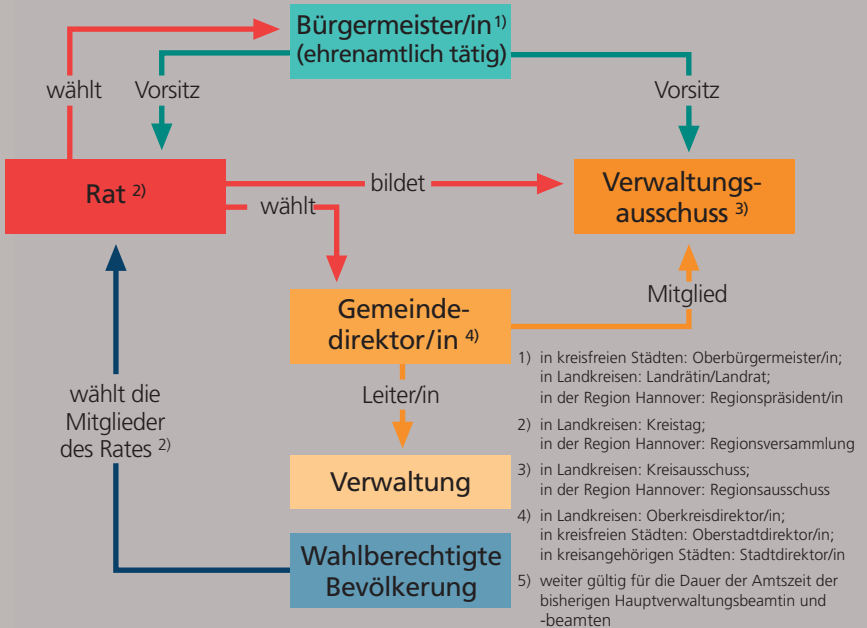 Bürgermeister/in 1)
(ehrenamtlich tätig)
wählt
Vorsitz
Vorsitz
Rat 2)
bildet
wählt
Verwaltungs-
ausschuss 3)
Gemeinde-
direktor/in 4)
Mitglied
Leiter/in
wählt die
Mitglieder
des Rates 2)
Verwaltung
Wahlberechtigte
Bevölkerung
1) in kreisfreien Städten: Oberbürgermeister/in;
in Landkreisen: Landrätin/Landrat;
in der Region Hannover: Regionspräsident/in
2) in Landkreisen: Kreistag;
in der Region Hannover: Regionsversammlung
3) in Landkreisen: Kreisausschuss;
in der Region Hannover: Regionsausschuss
4) in Landkreisen: Oberkreisdirektor/in;
in kreisfreien Städten: Oberstadtdirektor/in;
in kreisangehörigen Städten: Stadtdirektor/in
5) weiter gültig für die Dauer der Amtszeit der
bisherigen Hauptverwaltungsbeamtin und
-beamten